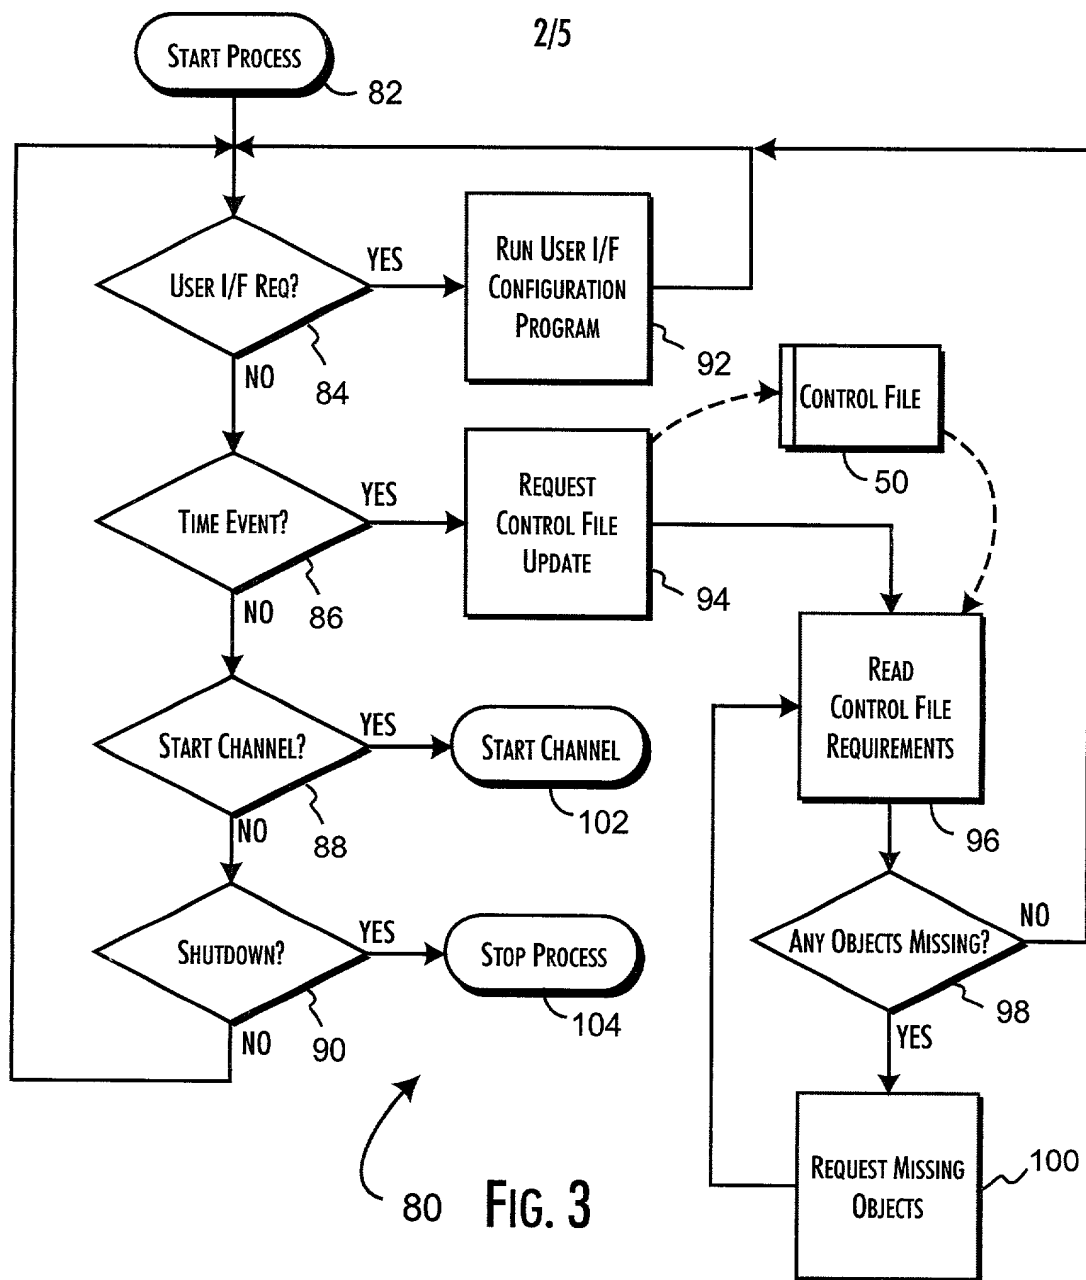 2/5
START PROCESS
82
USER I/F REQ?
YES
NO
84
RUN USER I/F
CONFIGURATION
PROGRAM
92
CONTROL FILE
50
TIME EVENT?
YES
NO
86
REQUEST
CONTROL FILE
UPDATE
94
READ
CONTROL FILE
REQUIREMENTS
96
START CHANNEL?
YES
NO
88
START CHANNEL
102
ANY OBJECTS MISSING?
NO
YES
98
SHUTDOWN?
YES
NO
90
STOP PROCESS
104
REQUEST MISSING
OBJECTS
100
80
FIG. 3